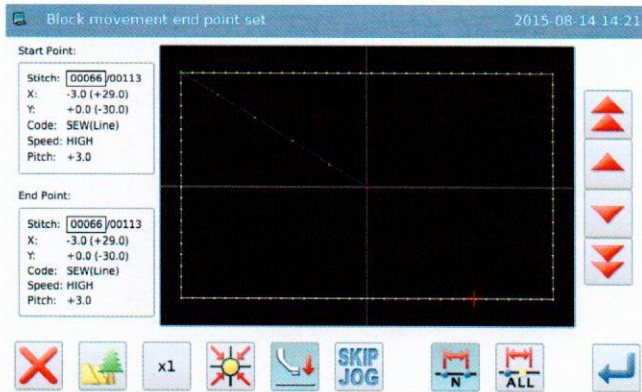 Block movement end point set 2015-08-14 14:21
Start Point:
Stitch: 00066/00113
X: -3.0 (+29.0)
Y: +0.0 (-30.0)
Code: SEW(Line)
Speed: HIGH
Pitch: +3.0
End Point:
Stitch: 00066/00113
X: -3.0 (+29.0)
Y: +0.0 (-30.0)
Code: SEW(Line)
Speed: HIGH
Pitch: +3.0
x1
SKIP
JOG
N
ALL